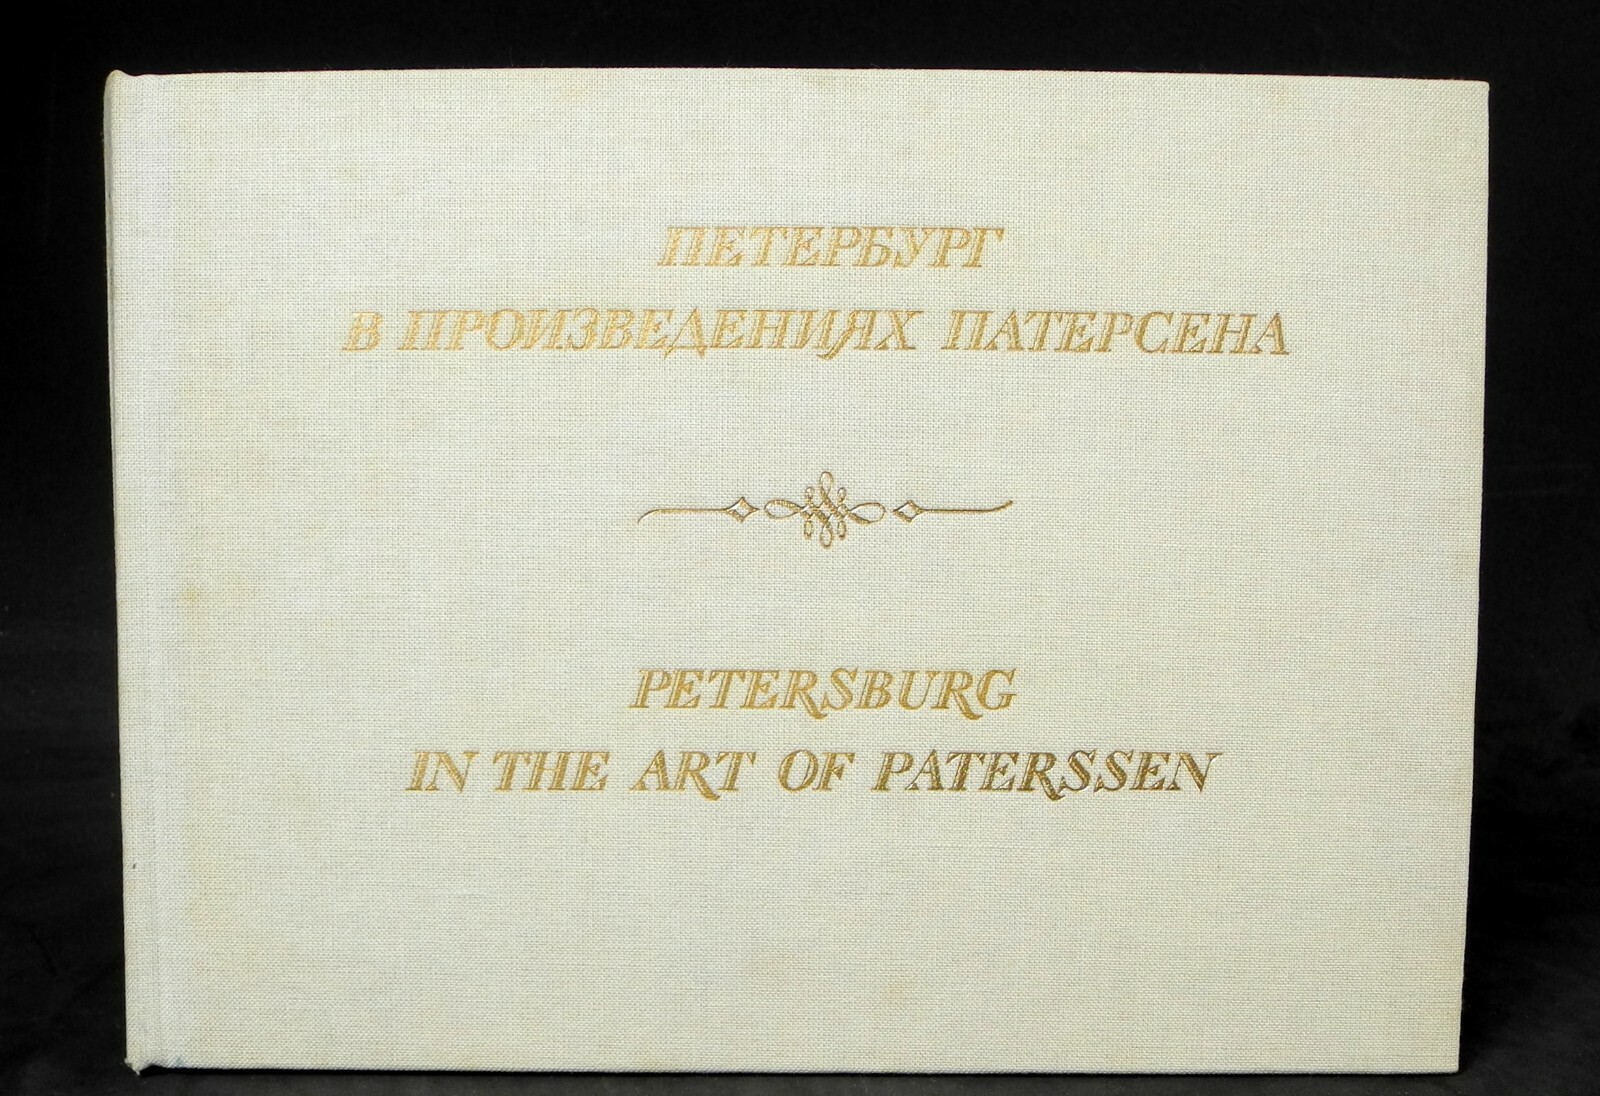 ПЕТЕРБУРГ
В ПРОИЗВЕДЕНИЯХ ПАТЕРСЕНА
PETERSBURG
IN THE ART OF PATERSSEN